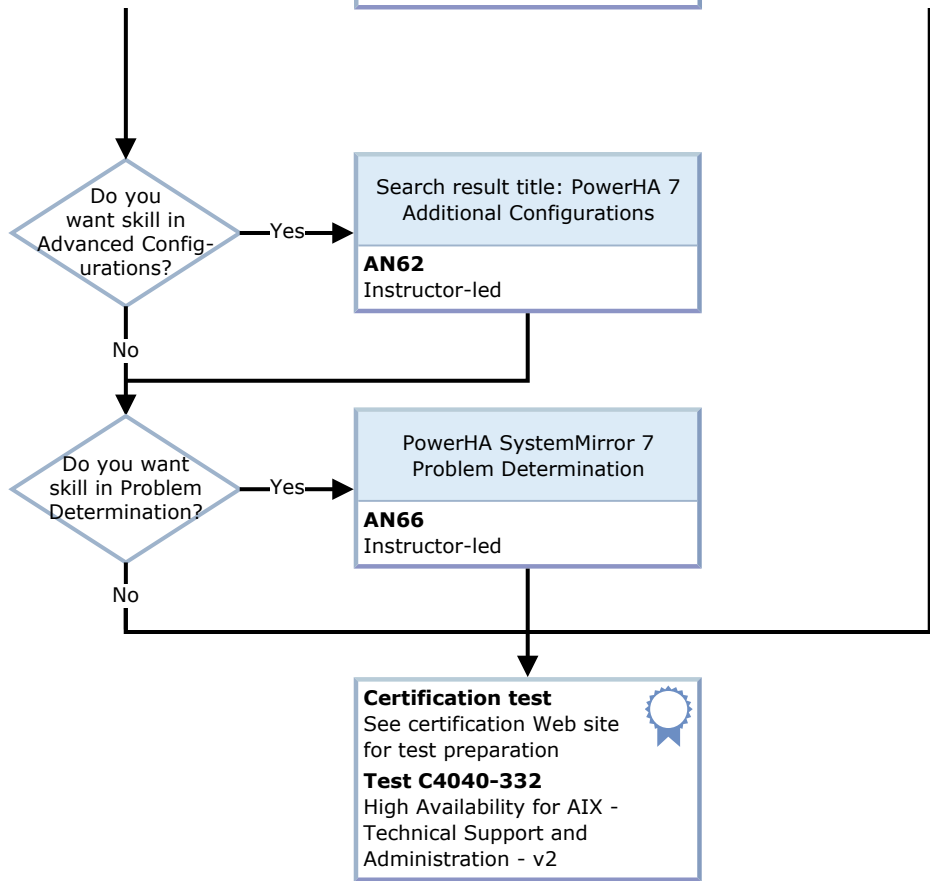 Do you
want skill in
Advanced Config-
urations?
Yes
Search result title: PowerHA 7
Additional Configurations
AN62
Instructor-led
No
Do you want
skill in Problem
Determination?
Yes
PowerHA SystemMirror 7
Problem Determination
AN66
Instructor-led
No
Certification test
See certification Web site
for test preparation
Test C4040-332
High Availability for AIX -
Technical Support and
Administration - v2